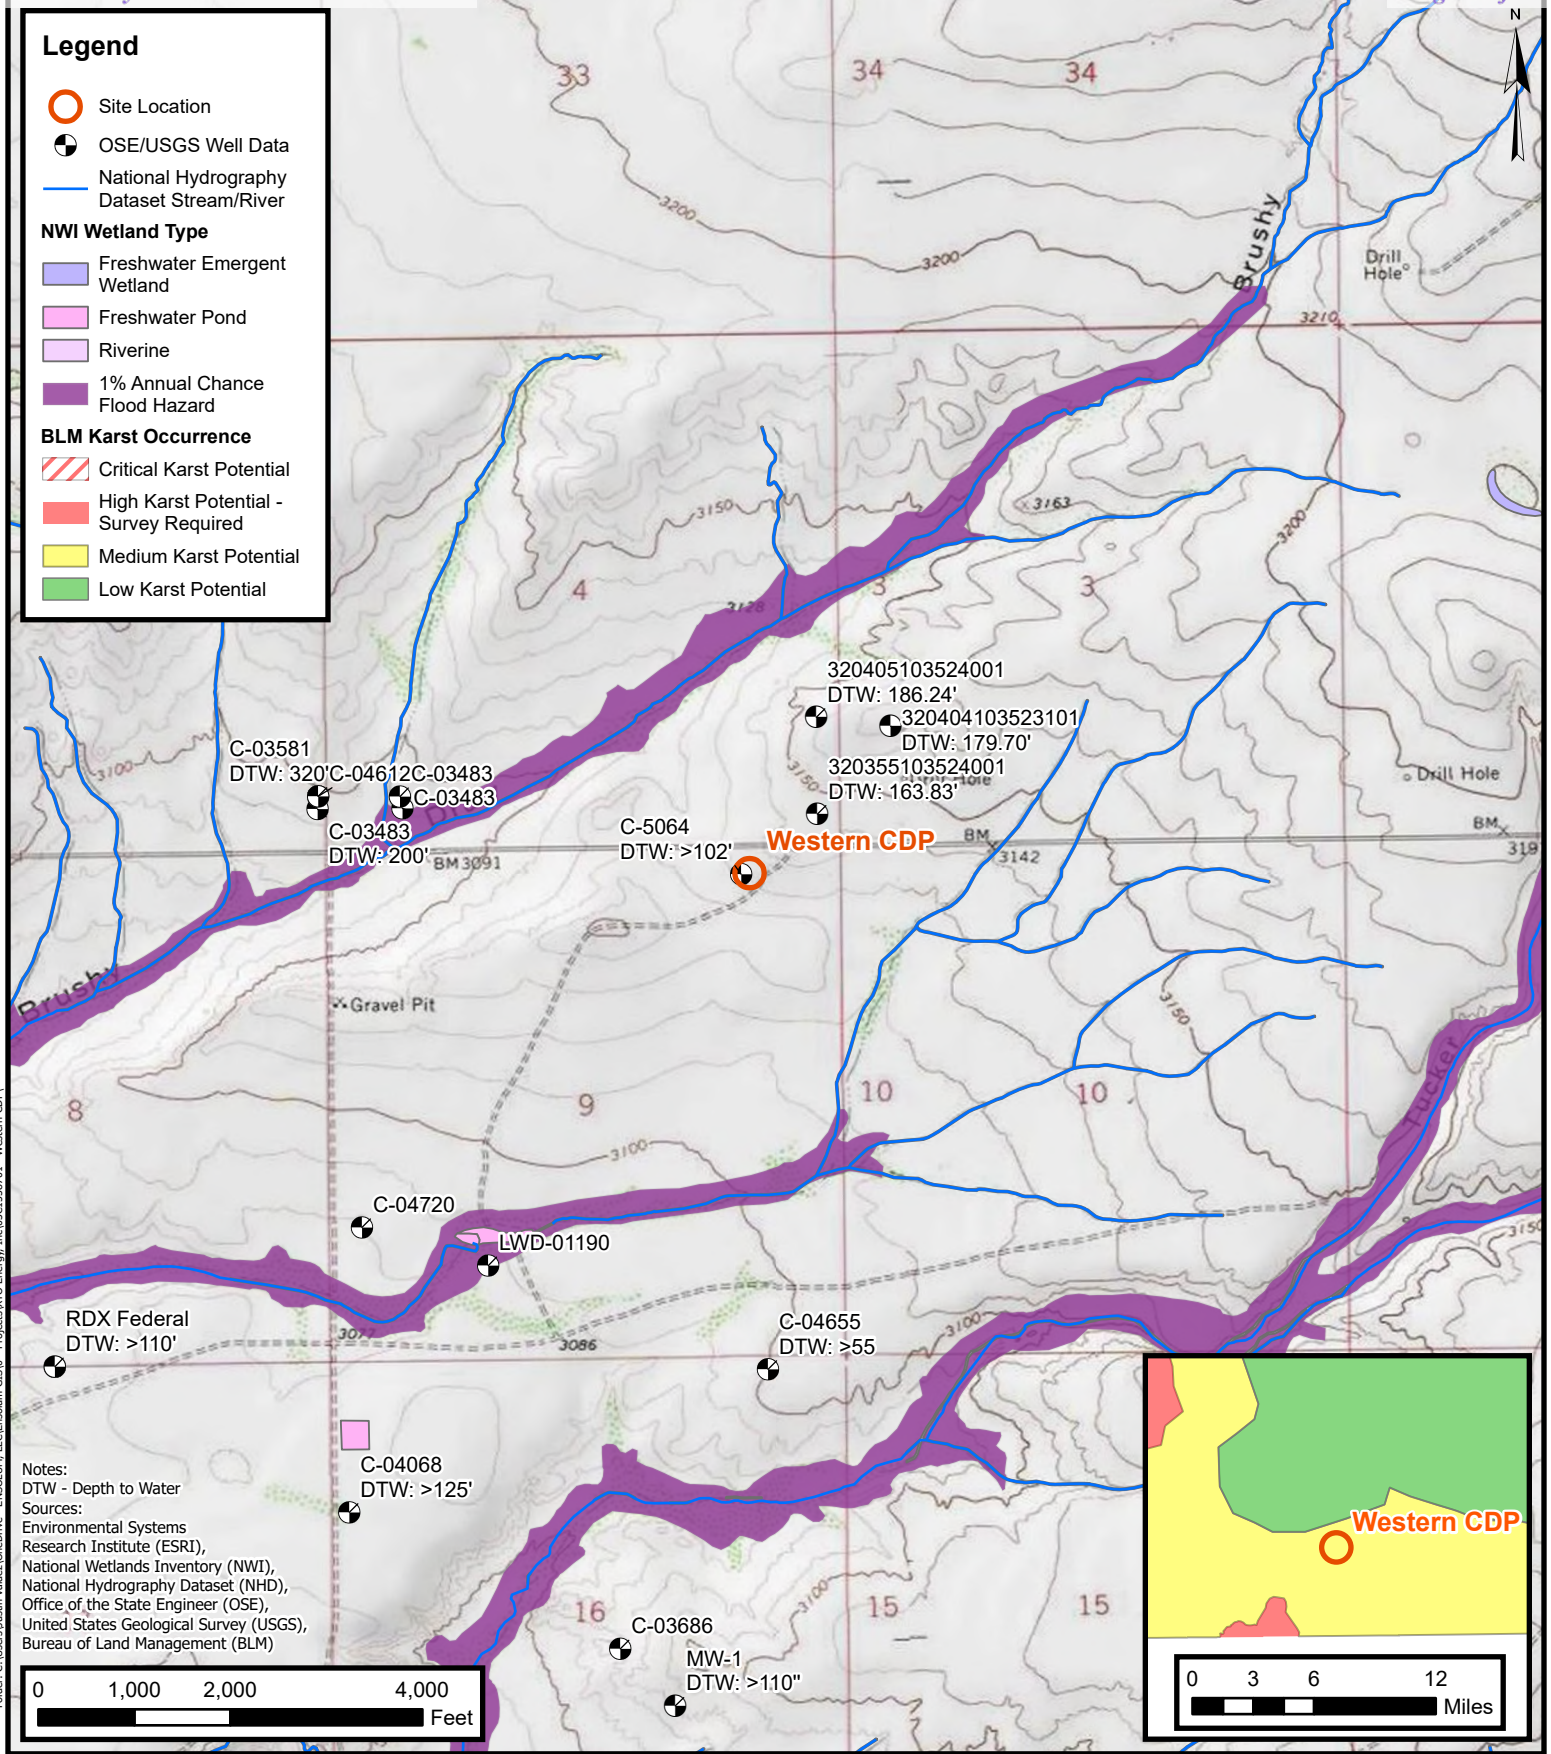 Legend
Site Location
OSE/USGS Well Data
National Hydrography
Dataset Stream/River
NWI Wetland Type
Freshwater Emergent
Wetland
Freshwater Pond
Riverine
1% Annual Chance
Flood Hazard
BLM Karst Occurrence
Critical Karst Potential
High Karst Potential -
Survey Required
Medium Karst Potential
Low Karst Potential
N
33
34
34
3200
3200
Brushy
Drill
Hole
3210
3150
3163
3200
4
3128
3
3
320405103524001
DTW: 186.24'
320404103523101
DTW: 179.70'
3150
320355103524001
DTW: 163.83'
Hole
Drill Hole
3100
C-03581
DTW: 320'
C-04612
C-03483
C-03483
C-03483
DTW: 200'
BM3091
C-5064
DTW: >102'
Western CDP
BM
3142
BM
319
Brushy
Gravel Pit
3150
8
9
10
10
Tucker
3100
C-04720
LWD-01190
3150
RDX Federal
DTW: >110'
3077
3086
C-04655
DTW: >55
3100
C-04068
DTW: >125'
16
15
15
3100
C-03686
MW-1
DTW: >110"
Notes:
DTW - Depth to Water
Sources:
Environmental Systems
Research Institute (ESRI),
National Wetlands Inventory (NWI),
National Hydrography Dataset (NHD),
Office of the State Engineer (OSE),
United States Geological Survey (USGS),
Bureau of Land Management (BLM)
0 1,000 2,000 4,000
Feet
Western CDP
0 3 6 12
Miles